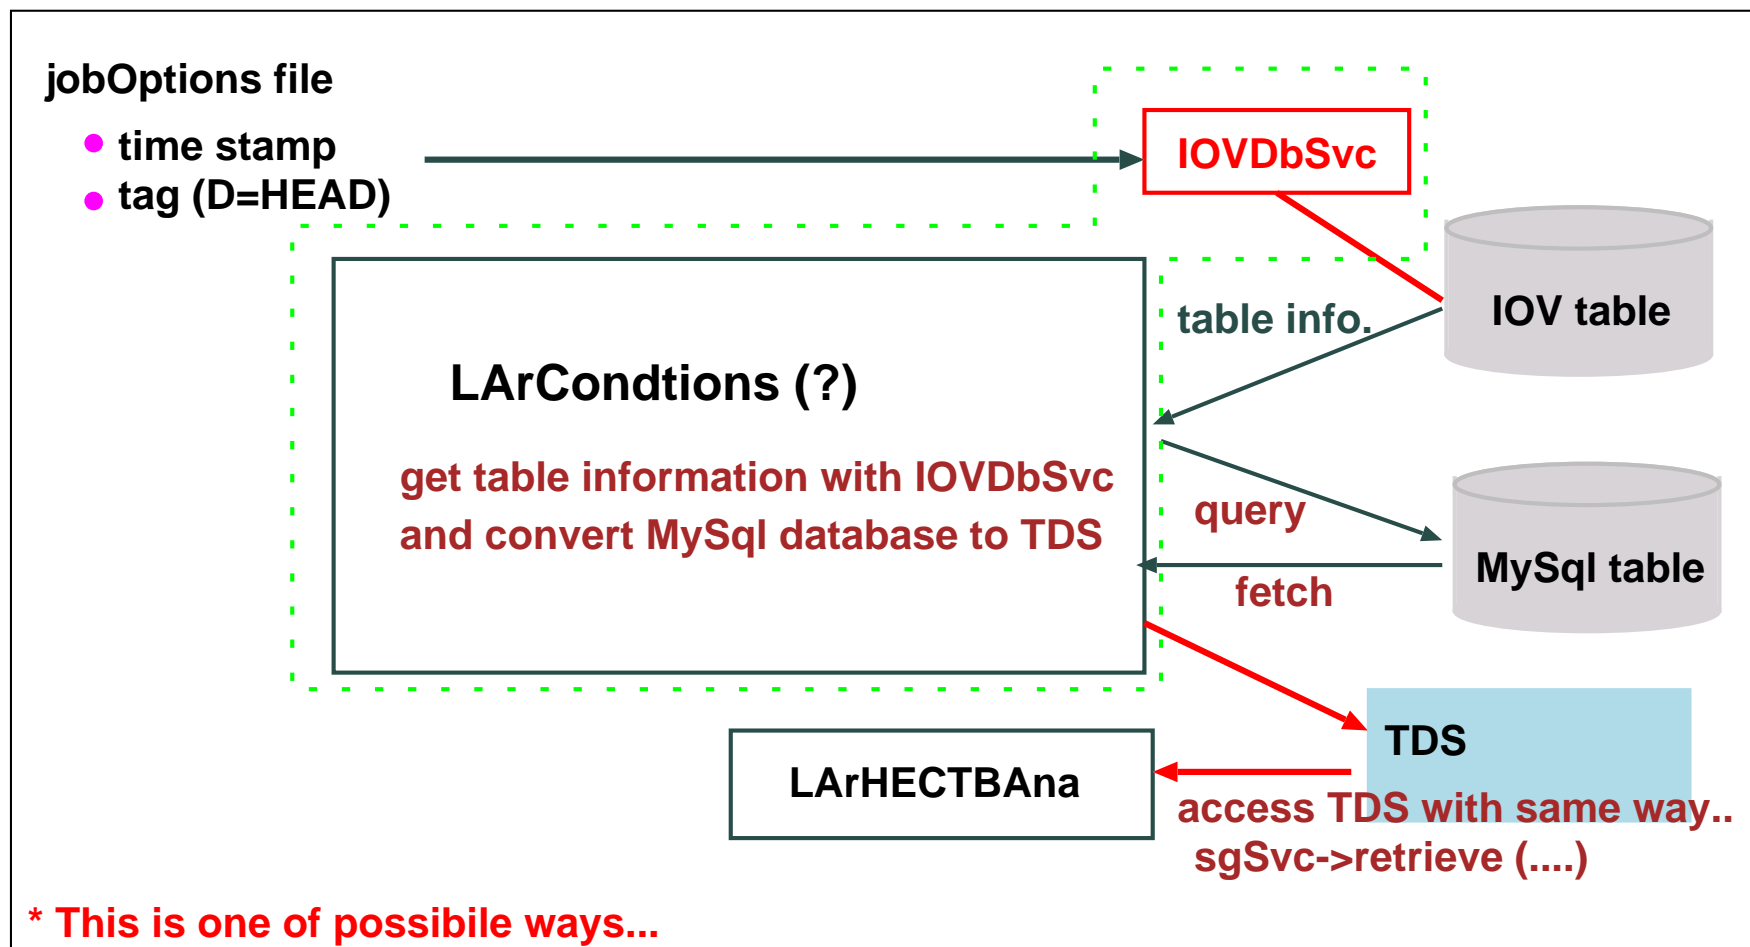 jobOptions file
time stamp
tag (D=HEAD)
IOVDbSvc
IOV table
table info.
LArCondtions (?)
get table information with IOVDbSvc
and convert MySql database to TDS
query
MySql table
fetch
TDS
LArHECTBAna
access TDS with same way..
sgSvc->retrieve (....)
* This is one of possibile ways...